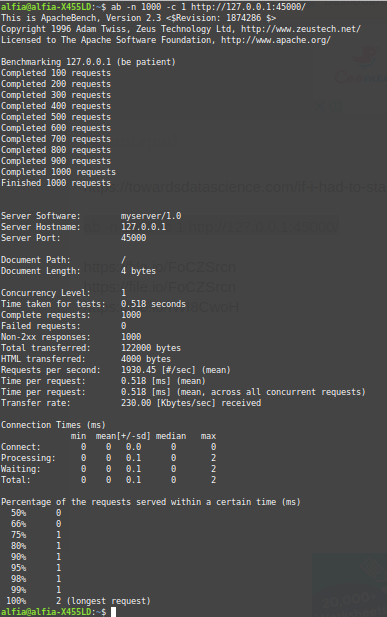 alfia@alfia-X455LD:~$ ab -n 1000 -c 1 http://127.0.0.1:45000/
This is ApacheBench, Version 2.3 <$Revision: 1874286 $>
Copyright 1996 Adam Twiss, Zeus Technology Ltd, http://www.zeustech.net/
Licensed to The Apache Software Foundation, http://www.apache.org/

Benchmarking 127.0.0.1 (be patient)
Completed 100 requests
Completed 200 requests
Completed 300 requests
Completed 400 requests
Completed 500 requests
Completed 600 requests
Completed 700 requests
Completed 800 requests
Completed 900 requests
Completed 1000 requests
Finished 1000 requests

Server Software: myserver/1.0
Server Hostname: 127.0.0.1
Server Port: 45000

Document Path: /
Document Length: 4 bytes

Concurrency Level: 1
Time taken for tests: 0.518 seconds
Complete requests: 1000
Failed requests: 0
Non-2xx responses: 1000
Total transferred: 122000 bytes
HTML transferred: 4000 bytes
Requests per second: 1930.45 [#/sec] (mean)
Time per request: 0.518 [ms] (mean)
Time per request: 0.518 [ms] (mean, across all concurrent requests)
Transfer rate: 230.00 [Kbytes/sec] received

Connection Times (ms)
min mean[+/-sd] median max
Connect: 0 0 0.0 0 0
Processing: 0 0 0.1 0 2
Waiting: 0 0 0.1 0 2
Total: 0 0 0.1 0 2

Percentage of the requests served within a certain time (ms)
50% 0
66% 0
75% 1
80% 1
90% 1
95% 1
98% 1
99% 1
100% 2 (longest request)
alfia@alfia-X455LD:~$